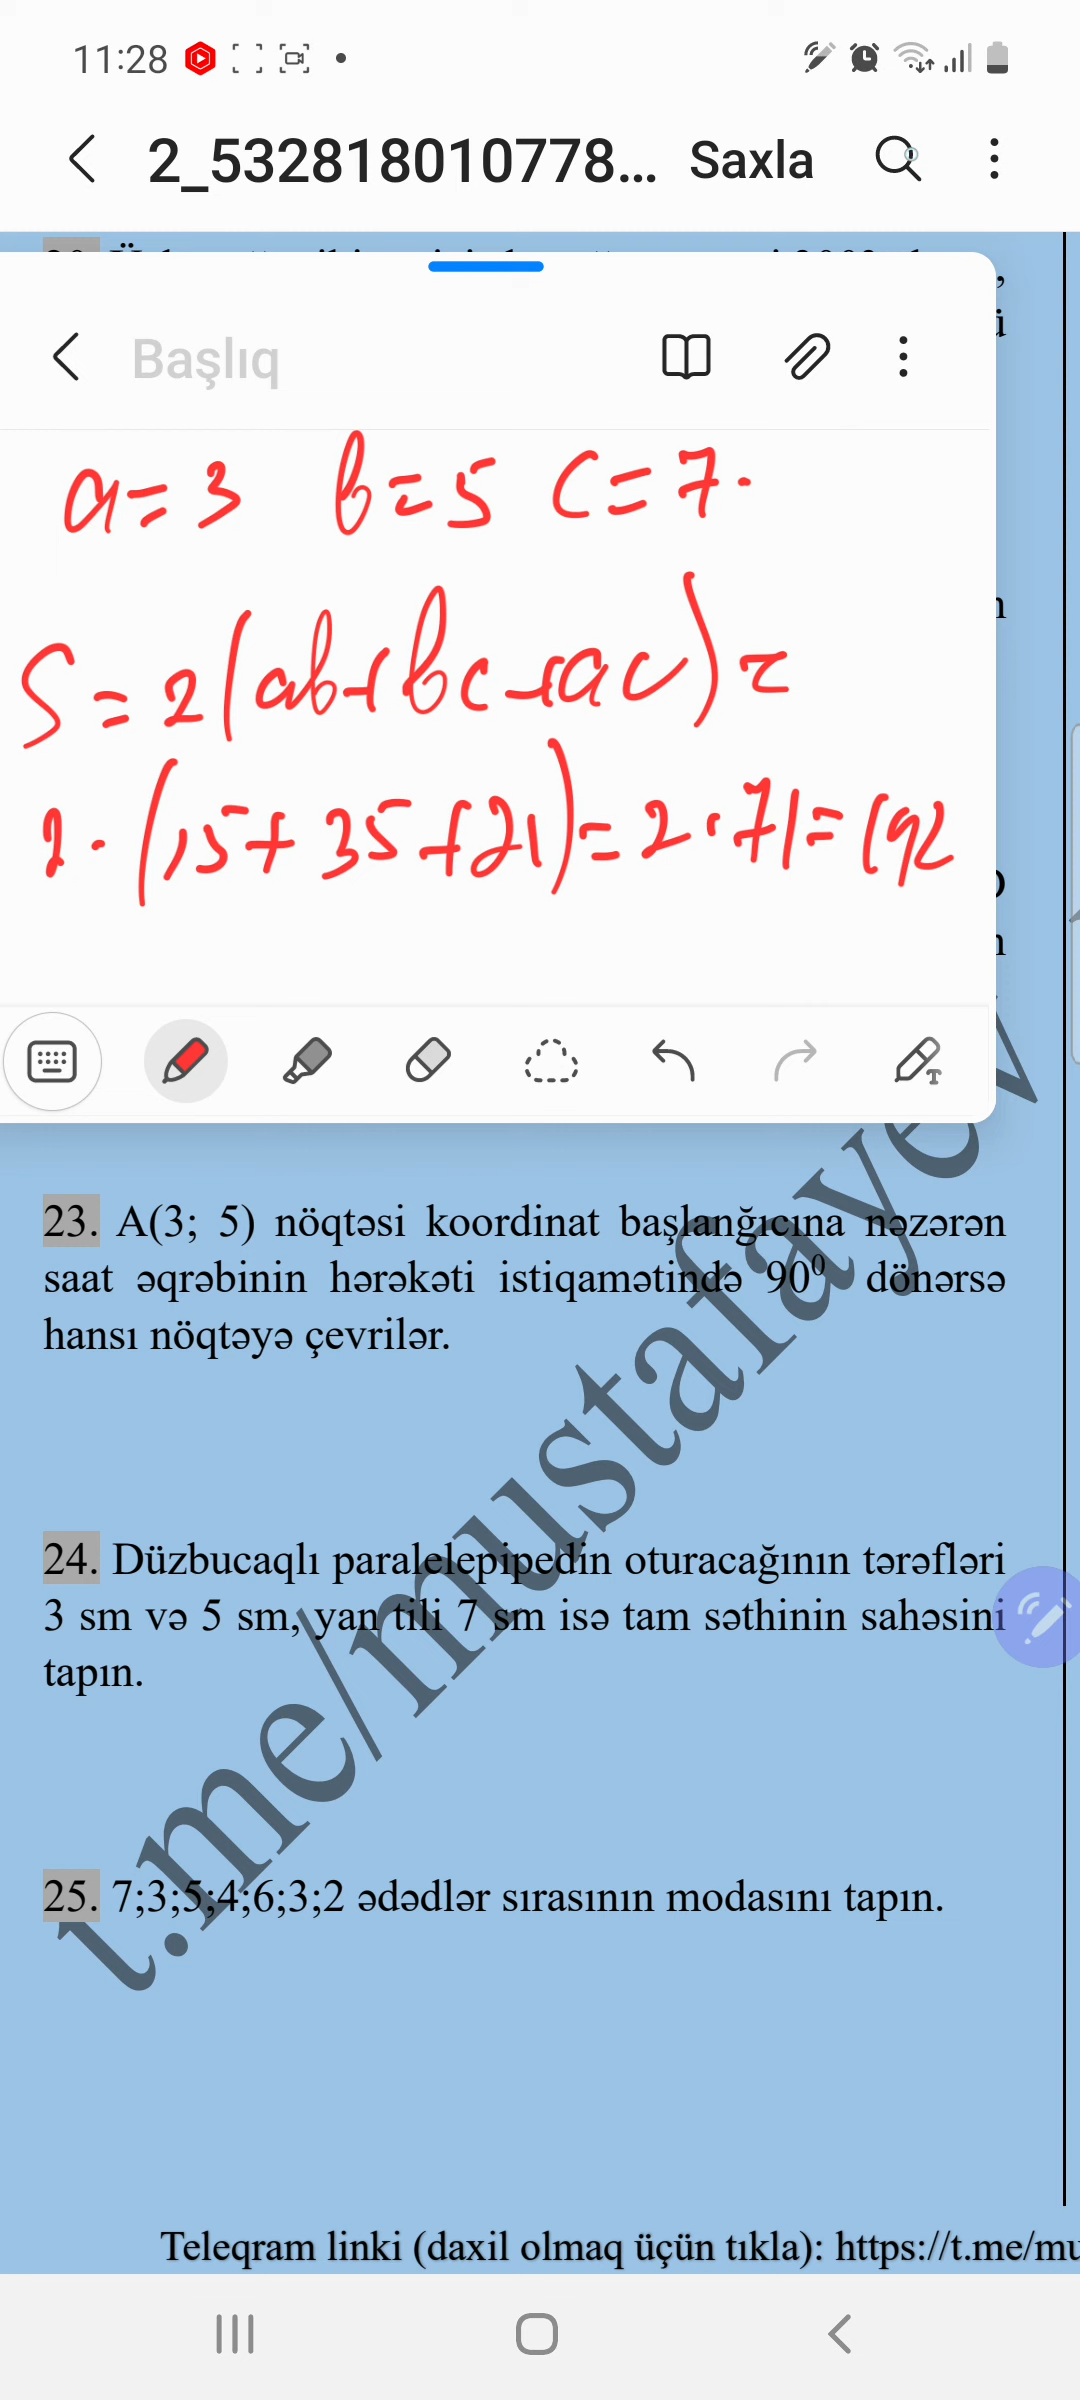 11:28
2_532818010778... Saxla
Başlıq
a=3 b=5 c=7.
S=2(ab+bc+ac)=
2·(15+35+21)=2·71=192
23. A(3; 5) nöqtəsi koordinat başlanğıcına nəzərən
saat əqrəbinin hərəkəti istiqamətində 90⁰ dönərsə
hansı nöqtəyə çevrilər.
24. Düzbucaqlı paralelepipedin oturacağının tərəfləri
3 sm və 5 sm, yan tili 7 sm isə tam səthinin sahəsini
tapın.
25. 7;3;5;4;6;3;2 ədədlər sırasının modasını tapın.
t.me/mustafayev
Teleqram linki (daxil olmaq üçün tıkla): https://t.me/mu